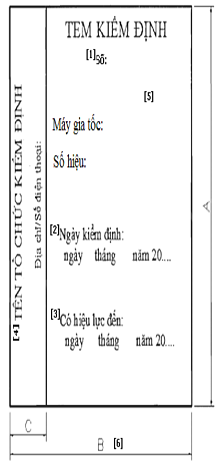 TEM KIỂM ĐỊNH
[1]Số:
[5]
Máy gia tốc:
Số hiệu:
[2]Ngày kiểm định:
ngày tháng năm 20....
[3]Có hiệu lực đến:
ngày tháng năm 20....
[4]TÊN TỔ CHỨC KIỂM ĐỊNH
Địa chỉ/Số điện thoại:
A
C
B [6]